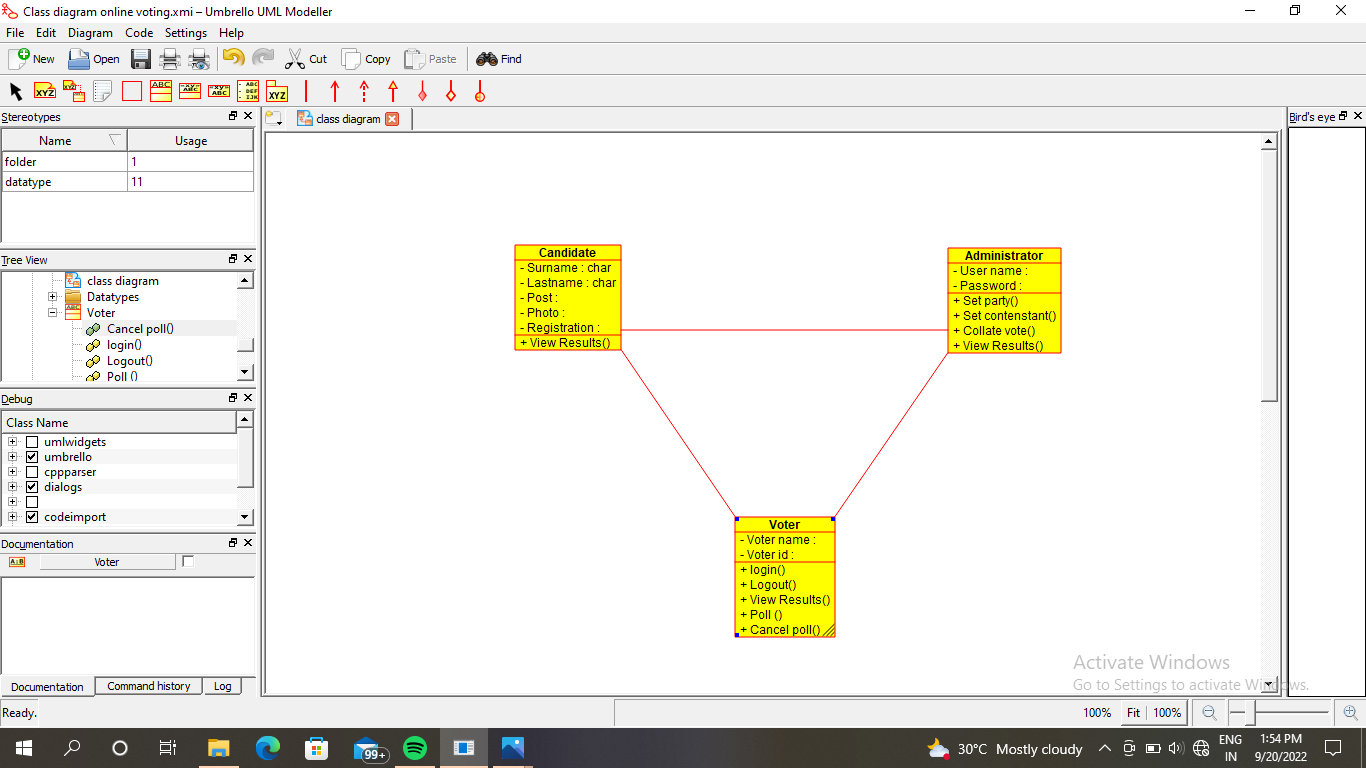 Class diagram online voting.xmi – Umbrello UML Modeller
File Edit Diagram Code Settings Help
New Open Cut Copy Paste Find
Stereotypes
Name Usage
folder 1
datatype 11
Tree View
class diagram
Datatypes
Voter
Cancel poll()
login()
Logout()
Poll ()
Debug
Class Name
umlwidgets
umbrello
cppparser
dialogs
codeimport
Documentation
Voter
Documentation Command history Log
Ready.
class diagram
Bird's eye
Candidate
- Surname : char
- Lastname : char
- Post :
- Photo :
- Registration :
+ View Results()
Administrator
- User name :
- Password :
+ Set party()
+ Set contenstant()
+ Collate vote()
+ View Results()
Voter
- Voter name :
- Voter id :
+ login()
+ Logout()
+ View Results()
+ Poll ()
+ Cancel poll()
Activate Windows
Go to Settings to activate Windows.
100% Fit 100%
99+
30°C Mostly cloudy
ENG
IN
1:54 PM
9/20/2022